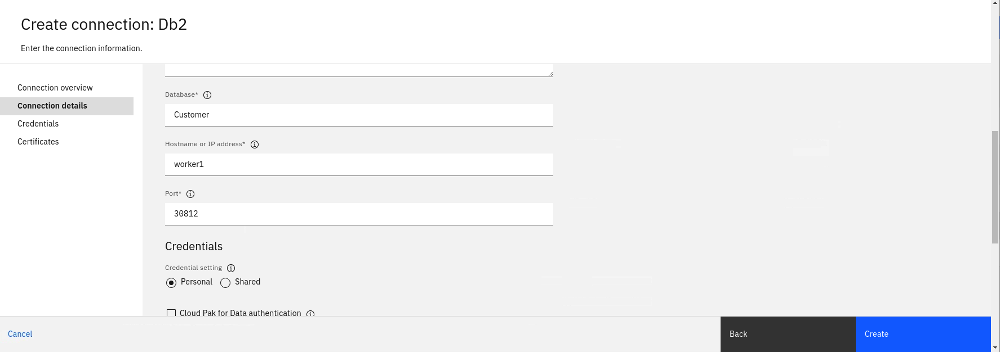 Create connection: Db2
Enter the connection information.
Connection overview
Connection details
Credentials
Certificates
Database*
Customer
Hostname or IP address*
worker1
Port*
30812
Credentials
Credential setting
Personal Shared
Cloud Pak for Data authentication
Cancel
Back
Create